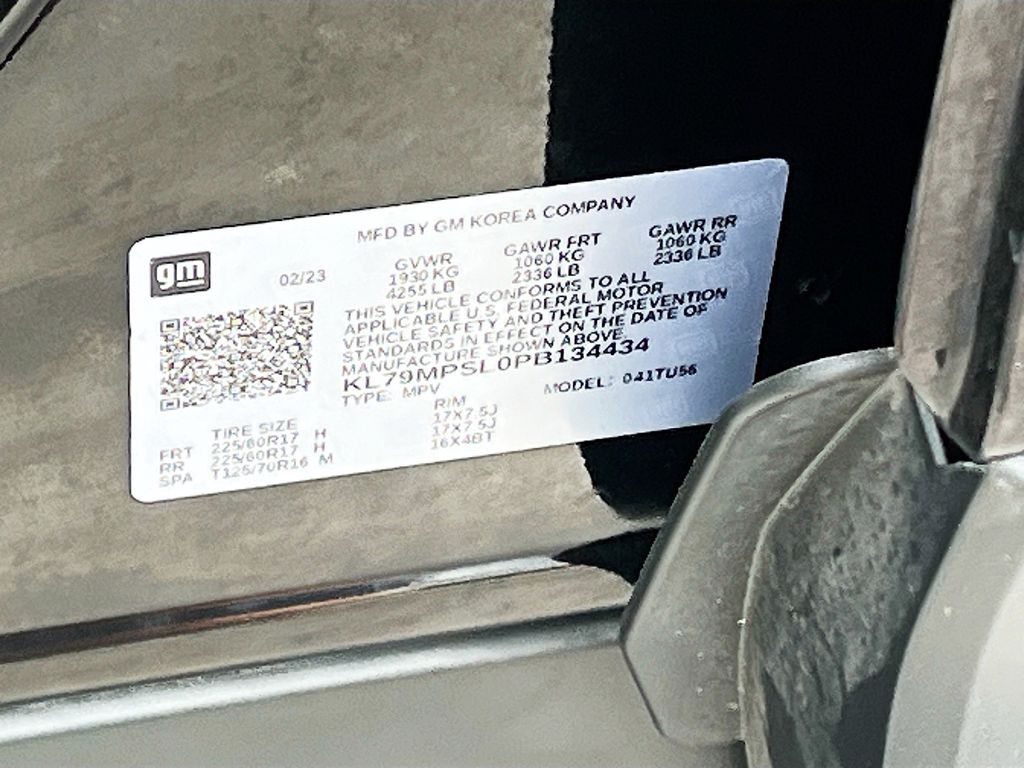 MFD BY GM KOREA COMPANY
gm
02/23
GVWR GAWR FRT GAWR RR
1930 KG 1060 KG 1060 KG
4255 LB 2336 LB 2336 LB
THIS VEHICLE CONFORMS TO ALL
APPLICABLE U.S. FEDERAL MOTOR
VEHICLE SAFETY AND THEFT PREVENTION
STANDARDS IN EFFECT ON THE DATE OF
MANUFACTURE SHOWN ABOVE.
KL79MPSL0PB134434
TYPE: MPV MODEL: 041TU56
TIRE SIZE RIM
FRT 225/60R17 H 17X7.5J
RR 225/60R17 H 17X7.5J
SPA T125/70R16 M 16X4BT